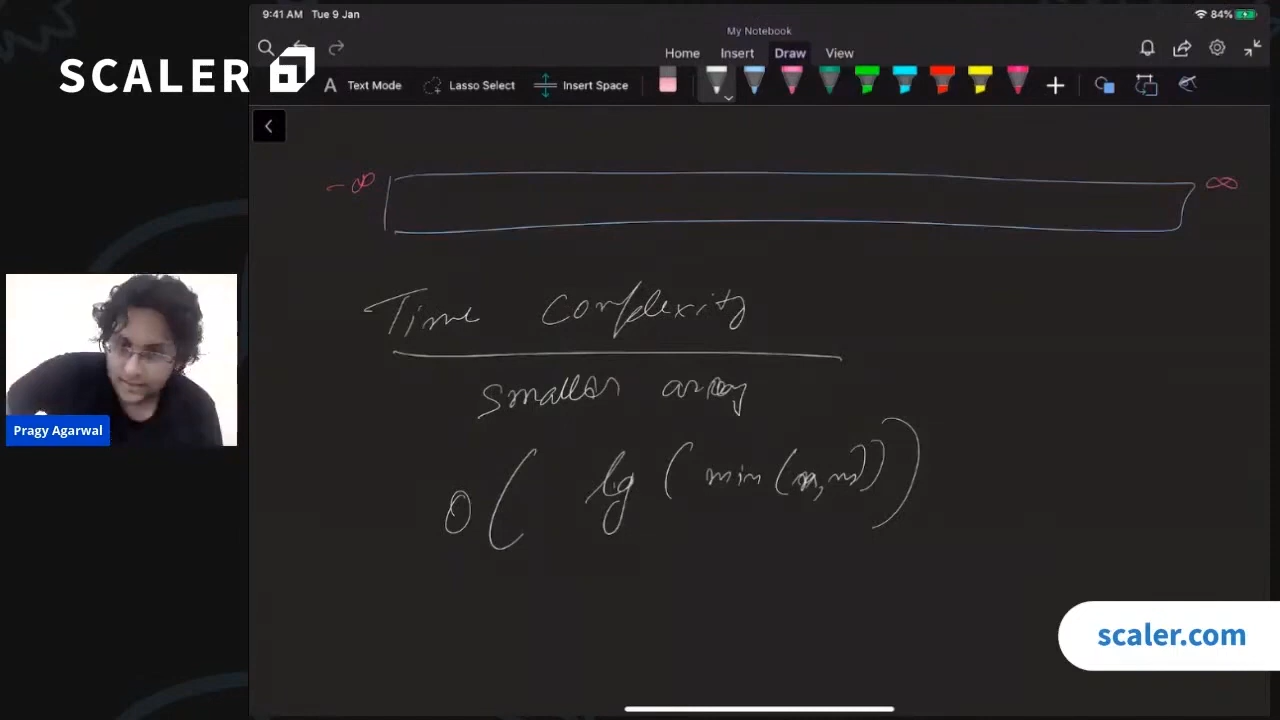 9:41 AM Tue 9 Jan
84%
My Notebook
Home Insert Draw View
SCALER
Text Mode Lasso Select Insert Space
-∞ ∞
Time Complexity
smaller array
O( lg ( min(n,m)))
Pragy Agarwal
scaler.com